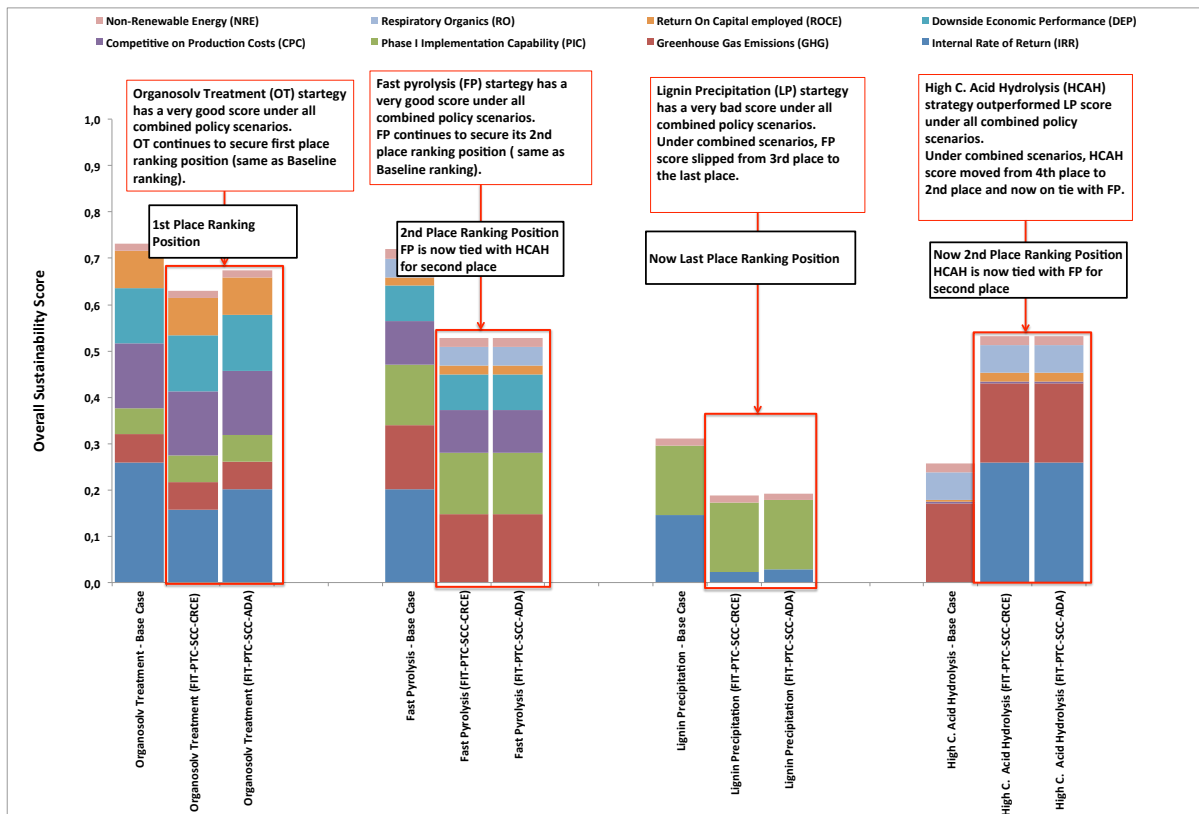 Non-Renewable Energy (NRE)
Respiratory Organics (RO)
Return On Capital employed (ROCE)
Downside Economic Performance (DEP)
Competitive on Production Costs (CPC)
Phase I Implementation Capability (PIC)
Greenhouse Gas Emissions (GHG)
Internal Rate of Return (IRR)
Organosolv Treatment (OT) startegy
has a very good score under all
combined policy scenarios.
OT continues to secure first place
ranking position (same as Baseline
ranking).
Fast pyrolysis (FP) startegy has a
very good score under all
combined policy scenarios.
FP continues to secure its 2nd
place ranking position ( same as
Baseline ranking).
Lignin Precipitation (LP) startegy
has a very bad score under all
combined policy scenarios.
Under combined scenarios, FP
score slipped from 3rd place to
the last place.
High C. Acid Hydrolysis (HCAH)
strategy outperformed LP score
under all combined policy
scenarios.
Under combined scenarios, HCAH
score moved from 4th place to
2nd place and now on tie with FP.
1st Place Ranking
Position
2nd Place Ranking Position
FP is now tied with HCAH
for second place
Now Last Place Ranking Position
Now 2nd Place Ranking Position
HCAH is now tied with FP for
second place
Overall Sustainability Score
1,0
0,9
0,8
0,7
0,6
0,5
0,4
0,3
0,2
0,1
0,0
Organosolv Treatment - Base Case
Organosolv Treatment (FIT-PTC-SCC-CRCE)
Organosolv Treatment (FIT-PTC-SCC-ADA)
Fast Pyrolysis - Base Case
Fast Pyrolysis (FIT-PTC-SCC-CRCE)
Fast Pyrolysis (FIT-PTC-SCC-ADA)
Lignin Precipitation - Base Case
Lignin Precipitation (FIT-PTC-SCC-CRCE)
Lignin Precipitation (FIT-PTC-SCC-ADA)
High C. Acid Hydrolysis - Base Case
High C. Acid Hydrolysis (FIT-PTC-SCC-CRCE)
High C. Acid Hydrolysis (FIT-PTC-SCC-ADA)